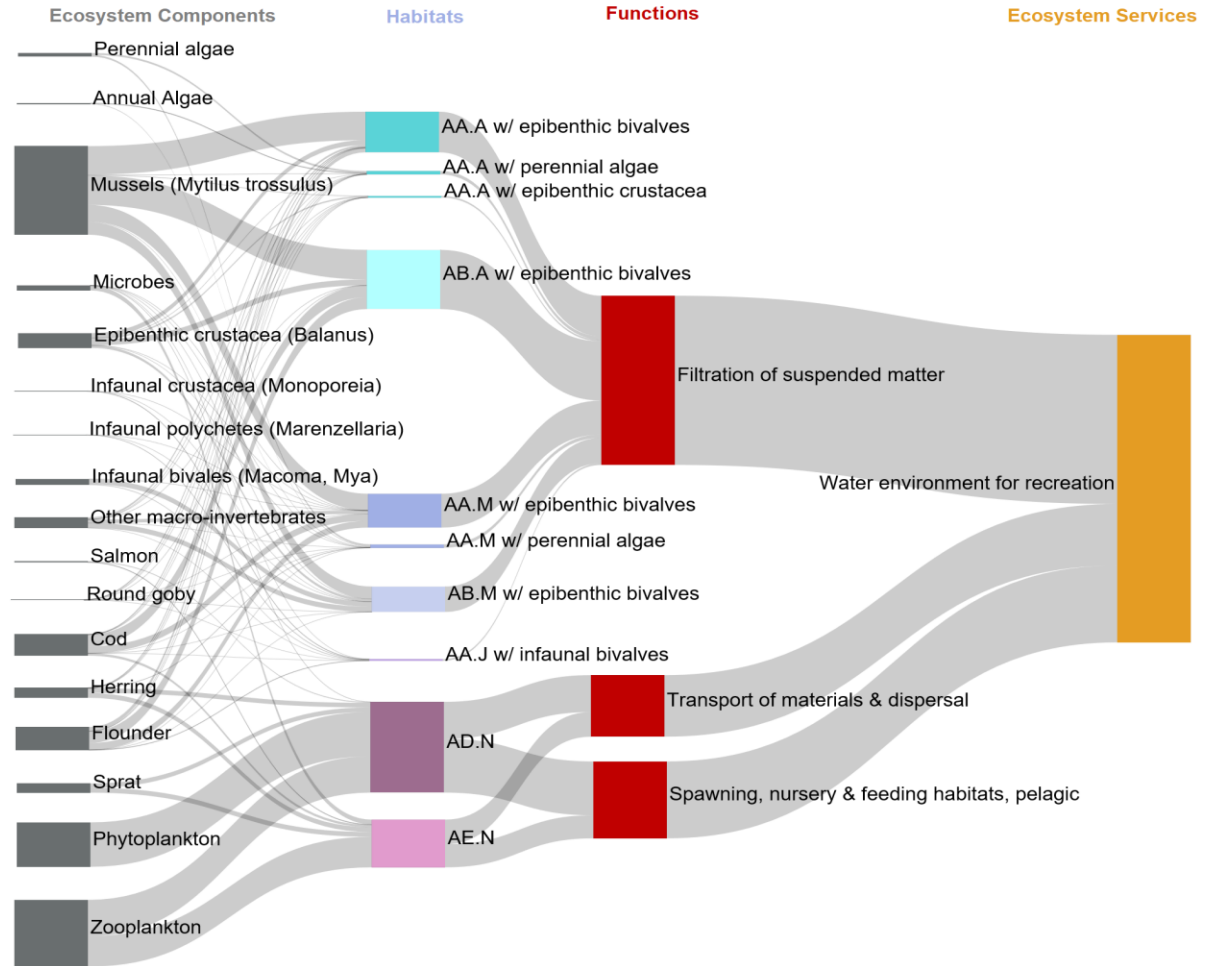 Ecosystem Components
Habitats
Functions
Ecosystem Services
Perennial algae
Annual Algae
Mussels (Mytilus trossulus)
Microbes
Epibenthic crustacea (Balanus)
Infaunal crustacea (Monoporeia)
Infaunal polychetes (Marenzellaria)
Infaunal bivales (Macoma, Mya)
Other macro-invertebrates
Salmon
Round goby
Cod
Herring
Flounder
Sprat
Phytoplankton
Zooplankton
AA.A w/ epibenthic bivalves
AA.A w/ perennial algae
AA.A w/ epibenthic crustacea
AB.A w/ epibenthic bivalves
AA.M w/ epibenthic bivalves
AA.M w/ perennial algae
AB.M w/ epibenthic bivalves
AA.J w/ infaunal bivalves
AD.N
AE.N
Filtration of suspended matter
Transport of materials & dispersal
Spawning, nursery & feeding habitats, pelagic
Water environment for recreation